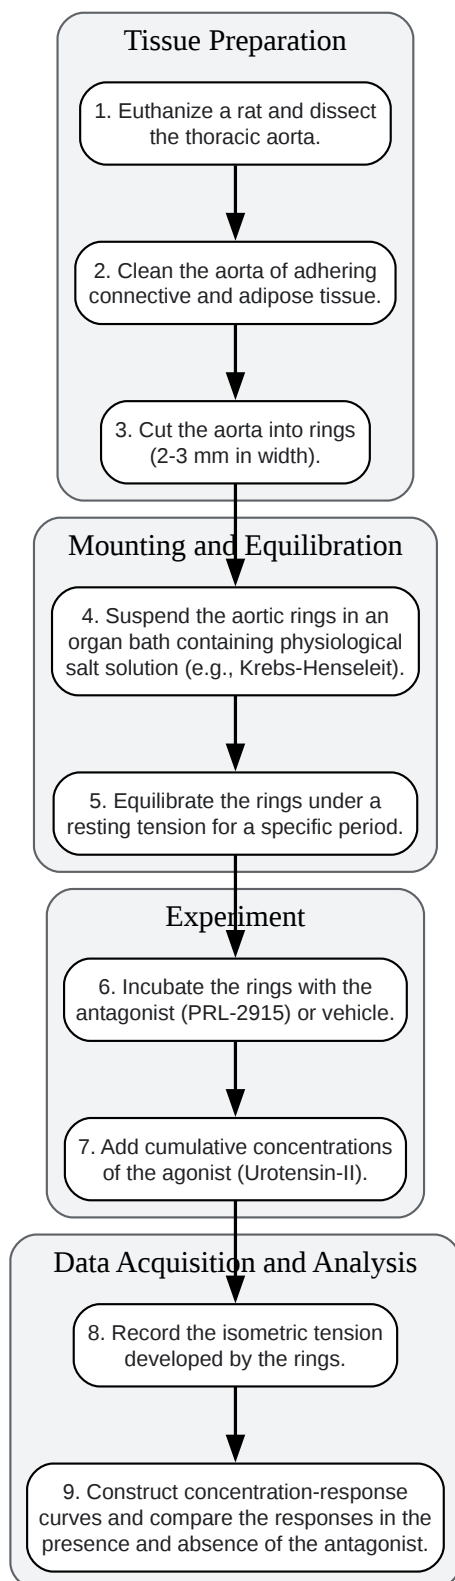 Tissue Preparation
1. Euthanize a rat and dissect
the thoracic aorta.
2. Clean the aorta of adhering
connective and adipose tissue.
3. Cut the aorta into rings
(2-3 mm in width).
Mounting and Equilibration
4. Suspend the aortic rings in an
organ bath containing physiological
salt solution (e.g., Krebs-Henseleit).
5. Equilibrate the rings under a
resting tension for a specific period.
Experiment
6. Incubate the rings with the
antagonist (PRL-2915) or vehicle.
7. Add cumulative concentrations
of the agonist (Urotensin-II).
Data Acquisition and Analysis
8. Record the isometric tension
developed by the rings.
9. Construct concentration-response
curves and compare the responses in the
presence and absence of the antagonist.